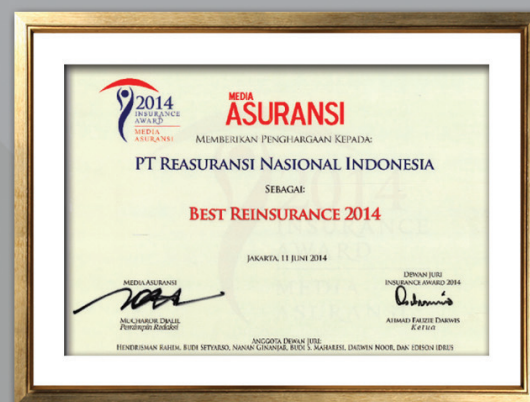 2014
INSURANCE
AWARD
MEDIA
ASURANSI
MEDIA
ASURANSI
MEMBERIKAN PENGHARGAAN KEPADA:
PT REASURANSI NASIONAL INDONESIA
SEBAGAI:
BEST REINSURANCE 2014
JAKARTA, 11 JUNI 2014
MEDIA ASURANSI
MUCHAROR DJALIL
Pemimpin Redaksi
DEWAN JURI
INSURANCE AWARD 2014
AHMAD FAUZIE DARWIS
Ketua
ANGGOTA DEWAN JURI:
HENDRISMAN RAHIM, BUDI SETYARSO, NANAN GINANJAR, BUDI S. MAHARESI, DARWIN NOOR, DAN EDISON IDRUS